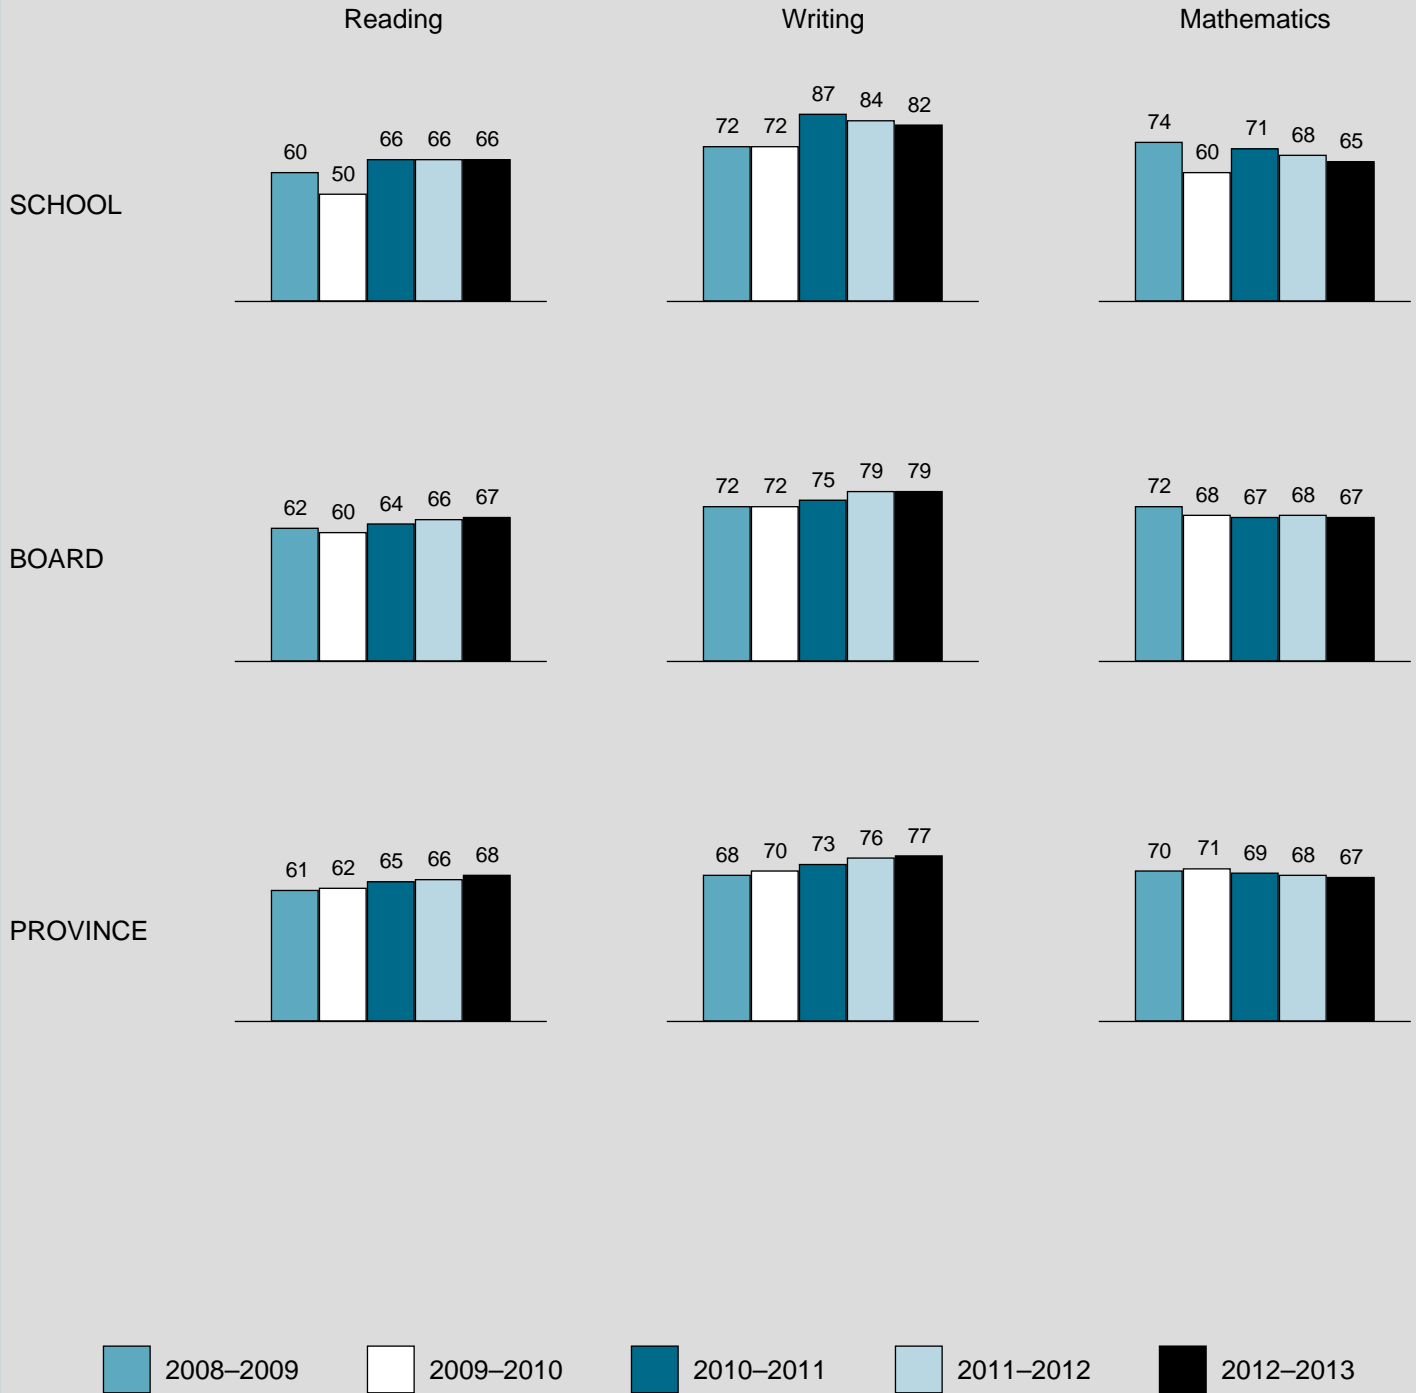 Reading Writing Mathematics
SCHOOL
60 50 66 66 66
72 72 87 84 82
74 60 71 68 65
BOARD
62 60 64 66 67
72 72 75 79 79
72 68 67 68 67
PROVINCE
61 62 65 66 68
68 70 73 76 77
70 71 69 68 67
2008–2009 2009–2010 2010–2011 2011–2012 2012–2013